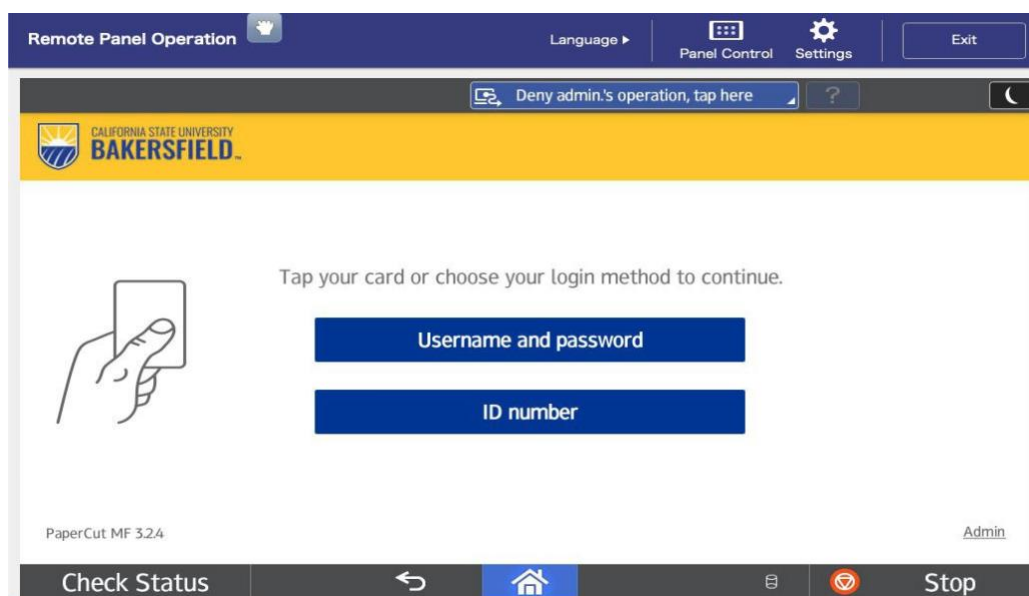 Remote Panel Operation
Language ▸
Panel Control
Settings
Exit
Deny admin.'s operation, tap here
?
CALIFORNIA STATE UNIVERSITY
BAKERSFIELD™
Tap your card or choose your login method to continue.
Username and password
ID number
PaperCut MF 3.2.4
Admin
Check Status
Stop